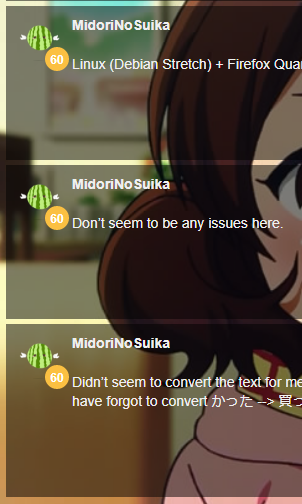 MidoriNoSuika
60
Linux (Debian Stretch) + Firefox Quan
MidoriNoSuika
60
Don’t seem to be any issues here.
MidoriNoSuika
60
Didn’t seem to convert the text for me
have forgot to convert かった –> 買っ